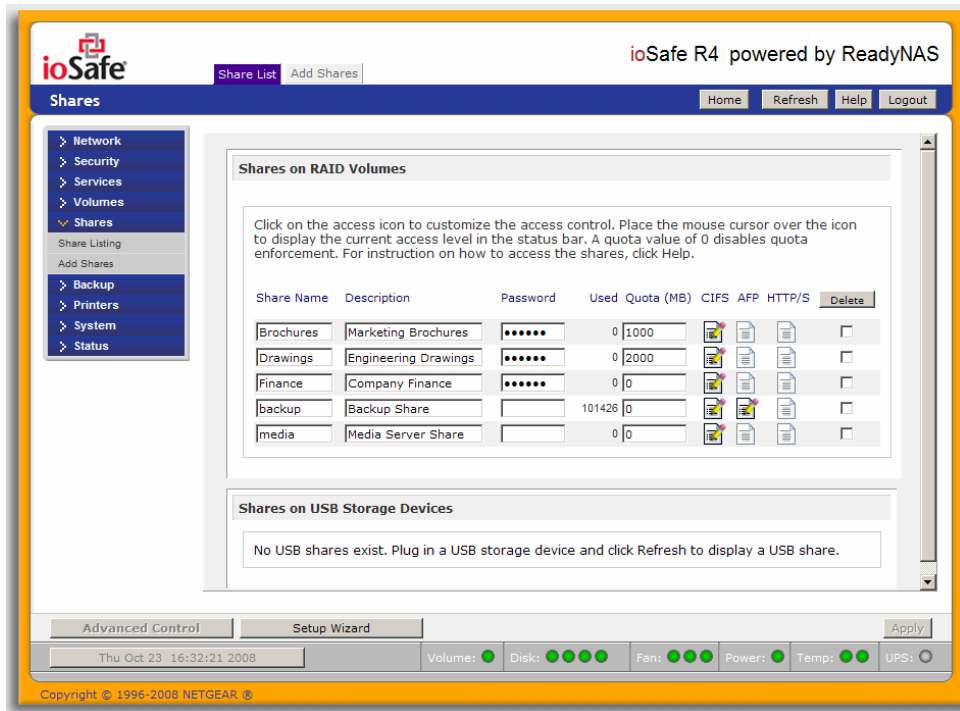 ioSafe
Share List Add Shares
ioSafe R4 powered by ReadyNAS
Shares
Home Refresh Help Logout
Network
Security
Services
Volumes
Shares
Share Listing
Add Shares
Backup
Printers
System
Status
Shares on RAID Volumes
Click on the access icon to customize the access control. Place the mouse cursor over the icon
to display the current access level in the status bar. A quota value of 0 disables quota
enforcement. For instruction on how to access the shares, click Help.
Share Name Description Password Used Quota (MB) CIFS AFP HTTP/S Delete
Brochures Marketing Brochures •••••• 0 1000
Drawings Engineering Drawings •••••• 0 2000
Finance Company Finance •••••• 0 0
backup Backup Share 101426 0
media Media Server Share 0 0
Shares on USB Storage Devices
No USB shares exist. Plug in a USB storage device and click Refresh to display a USB share.
Advanced Control Setup Wizard Apply
Thu Oct 23 16:32:21 2008 Volume: Disk: Fan: Power: Temp: UPS:
Copyright © 1996-2008 NETGEAR ®